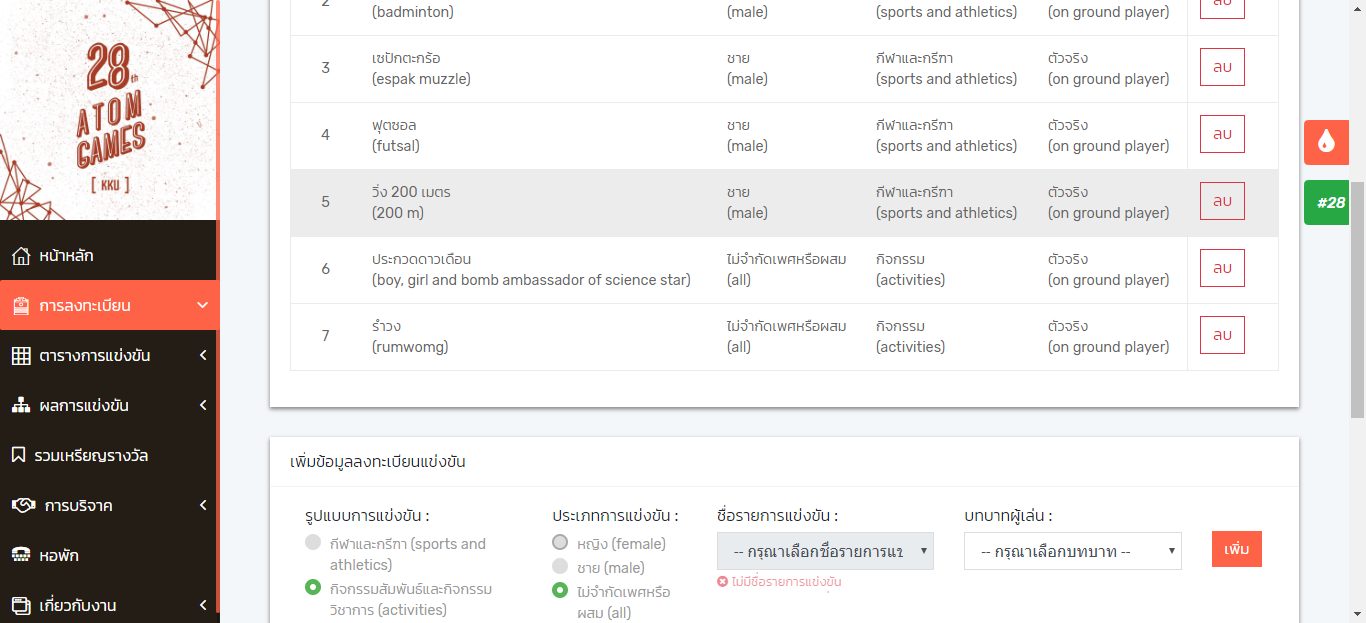 28th
ATOM
GAMES
[ KKU ]
หน้าหลัก
การลงทะเบียน
ตารางการแข่งขัน
ผลการแข่งขัน
รวมเหรียญรางวัล
การบริจาค
หอพัก
เกี่ยวกับงาน
2
(badminton)
(male)
(sports and athletics)
(on ground player)
ลบ
3
เซปักตะกร้อ
(espak muzzle)
ชาย
(male)
กีฬาและกรีฑา
(sports and athletics)
ตัวจริง
(on ground player)
ลบ
4
ฟุตซอล
(futsal)
ชาย
(male)
กีฬาและกรีฑา
(sports and athletics)
ตัวจริง
(on ground player)
ลบ
5
วิ่ง 200 เมตร
(200 m)
ชาย
(male)
กีฬาและกรีฑา
(sports and athletics)
ตัวจริง
(on ground player)
ลบ
6
ประกวดดาวเดือน
(boy, girl and bomb ambassador of science star)
ไม่จำกัดเพศหรือผสม
(all)
กิจกรรม
(activities)
ตัวจริง
(on ground player)
ลบ
7
รำวง
(rumwomg)
ไม่จำกัดเพศหรือผสม
(all)
กิจกรรม
(activities)
ตัวจริง
(on ground player)
ลบ
#28
เพิ่มข้อมูลลงทะเบียนแข่งขัน
รูปแบบการแข่งขัน :
กีฬาและกรีฑา (sports and
athletics)
กิจกรรมสัมพันธ์และกิจกรรม
วิชาการ (activities)
ประเภทการแข่งขัน :
หญิง (female)
ชาย (male)
ไม่จำกัดเพศหรือ
ผสม (all)
ชื่อรายการแข่งขัน :
-- กรุณาเลือกชื่อรายการแข
ไม่มีชื่อรายการแข่งขัน
บทบาทผู้เล่น :
-- กรุณาเลือกบทบาท --
เพิ่ม